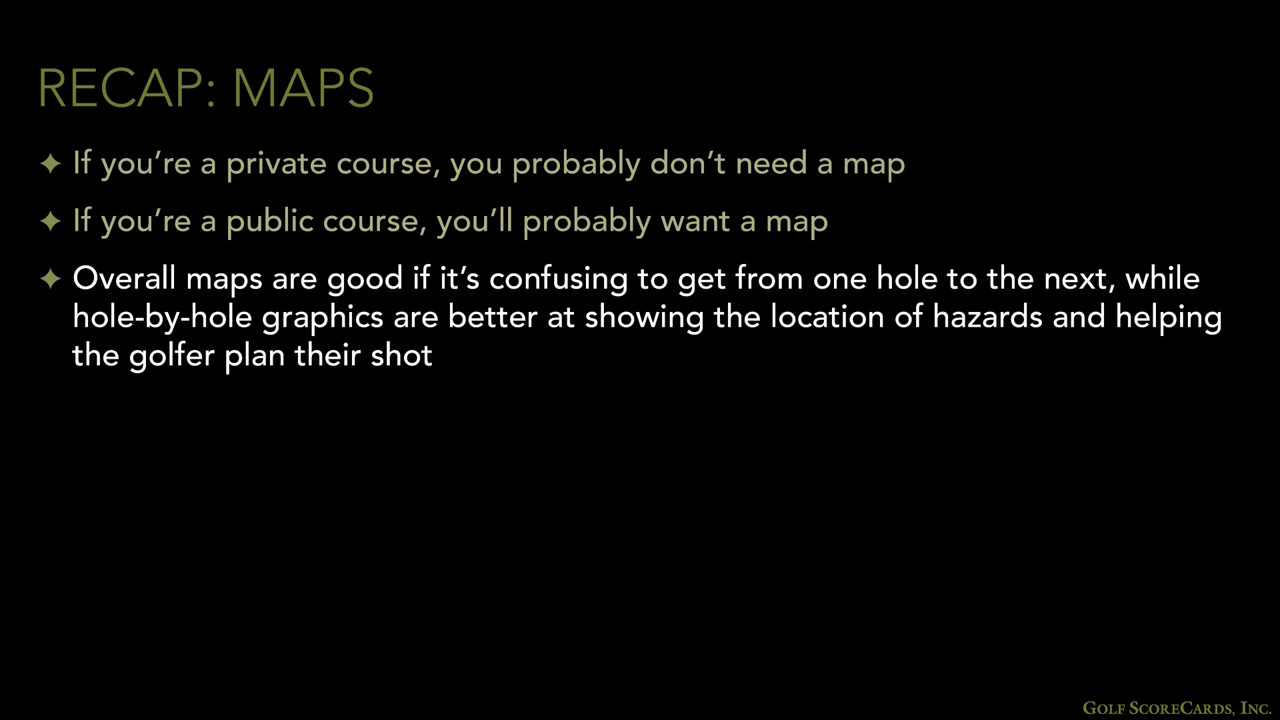 RECAP: MAPS
✦ If you’re a private course, you probably don’t need a map
✦ If you’re a public course, you’ll probably want a map
✦ Overall maps are good if it’s confusing to get from one hole to the next, while
hole-by-hole graphics are better at showing the location of hazards and helping
the golfer plan their shot
GOLF SCORECARDS, INC.